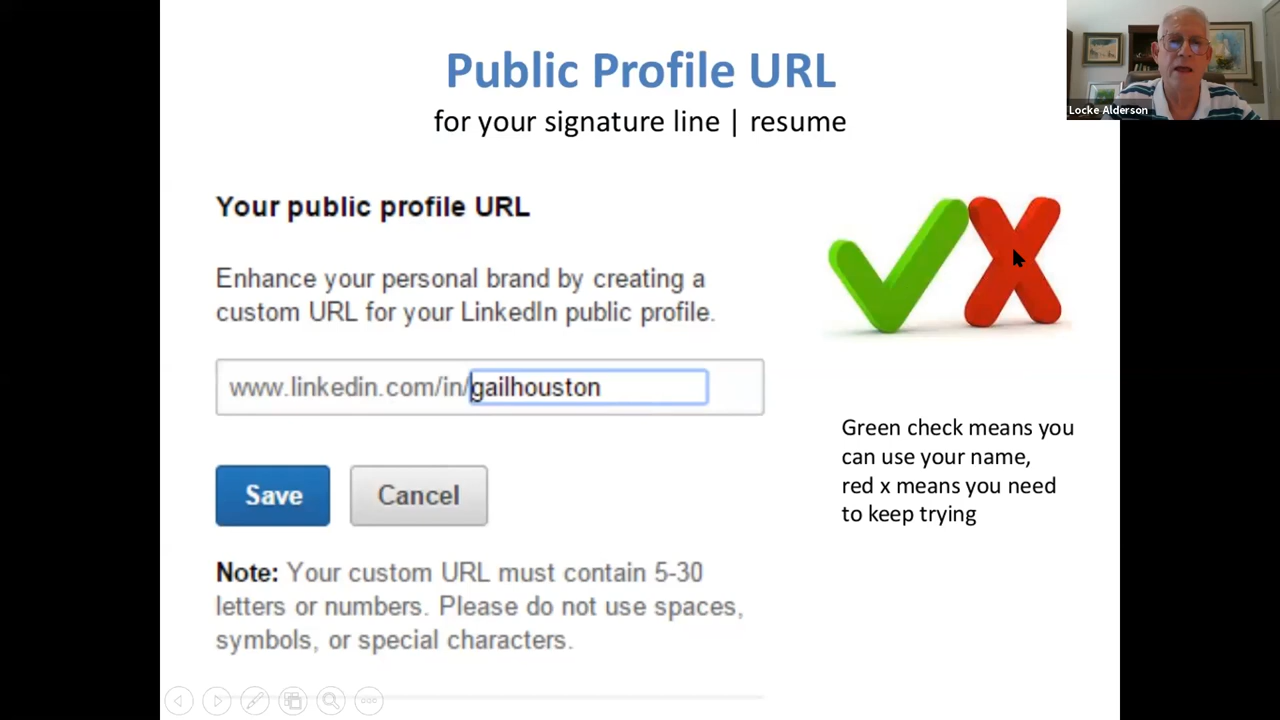 Public Profile URL
for your signature line | resume
Locke Alderson
Your public profile URL
Enhance your personal brand by creating a
custom URL for your LinkedIn public profile.
www.linkedin.com/in/gailhouston
Save
Cancel
Green check means you
can use your name,
red x means you need
to keep trying
Note: Your custom URL must contain 5-30
letters or numbers. Please do not use spaces,
symbols, or special characters.